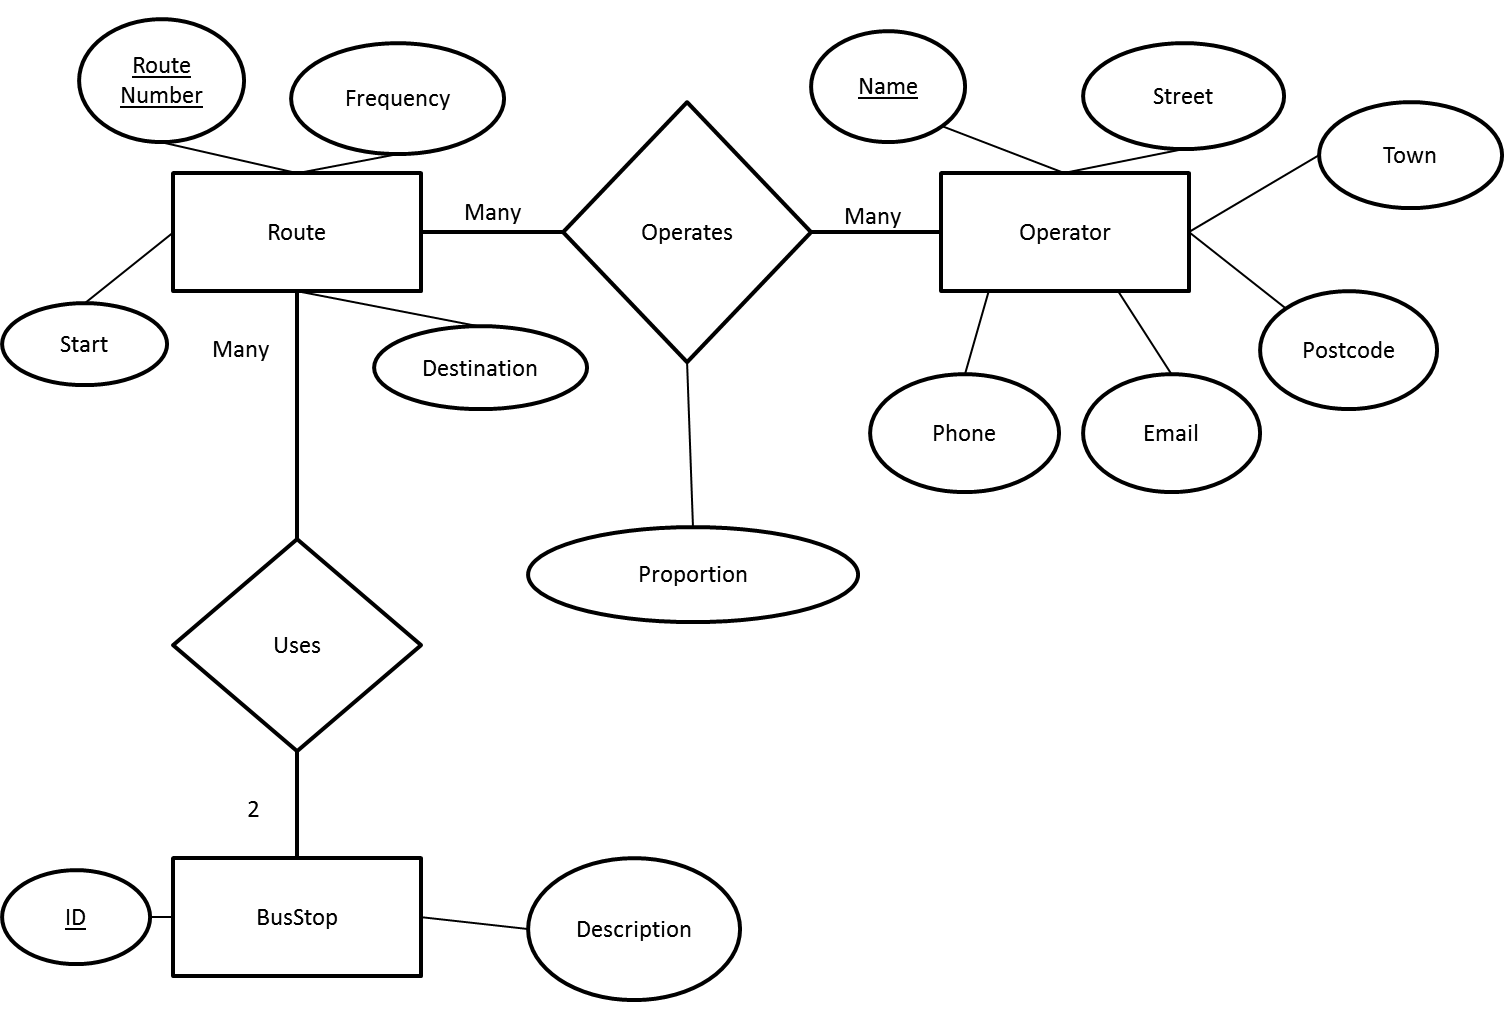 Route
Number
Frequency
Name
Street
Town
Route
Many
Operates
Many
Operator
Start
Many
Destination
Postcode
Phone
Email
Proportion
Uses
2
ID
BusStop
Description